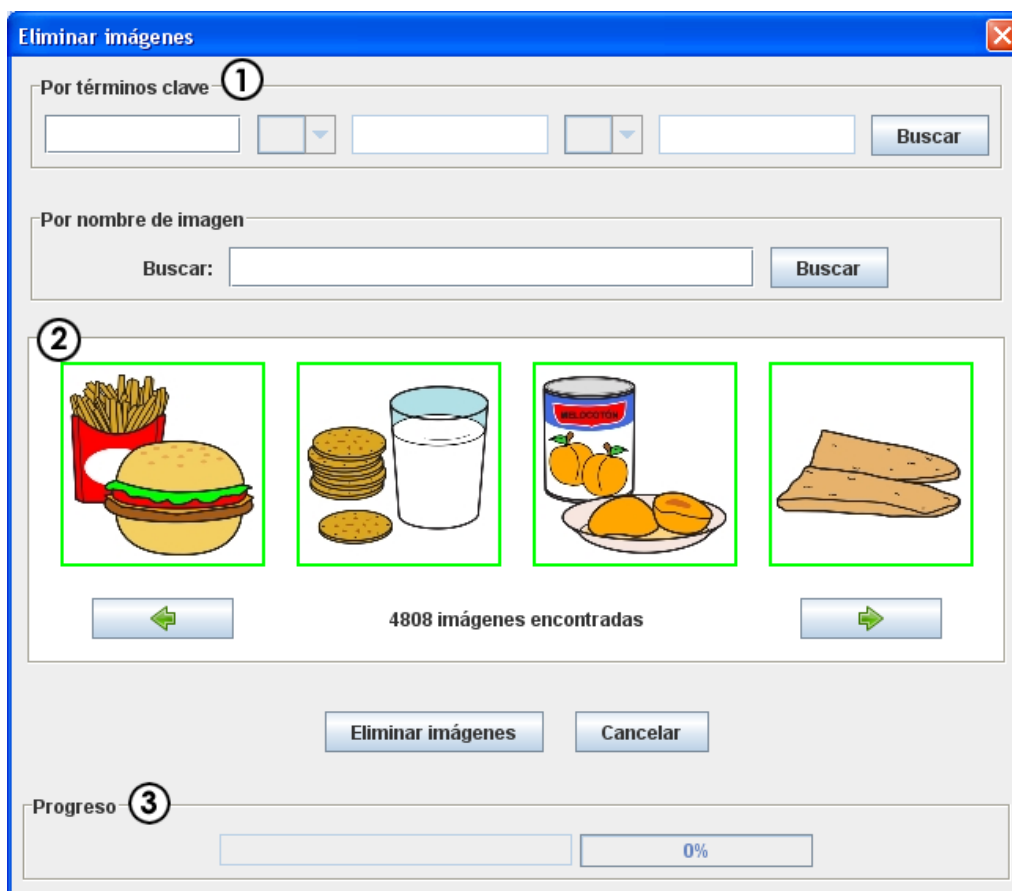 Eliminar imágenes
Por términos clave 1
Buscar
Por nombre de imagen
Buscar: Buscar
2
MELOCOTÓN
4808 imágenes encontradas
Eliminar imágenes Cancelar
Progreso 3
0%